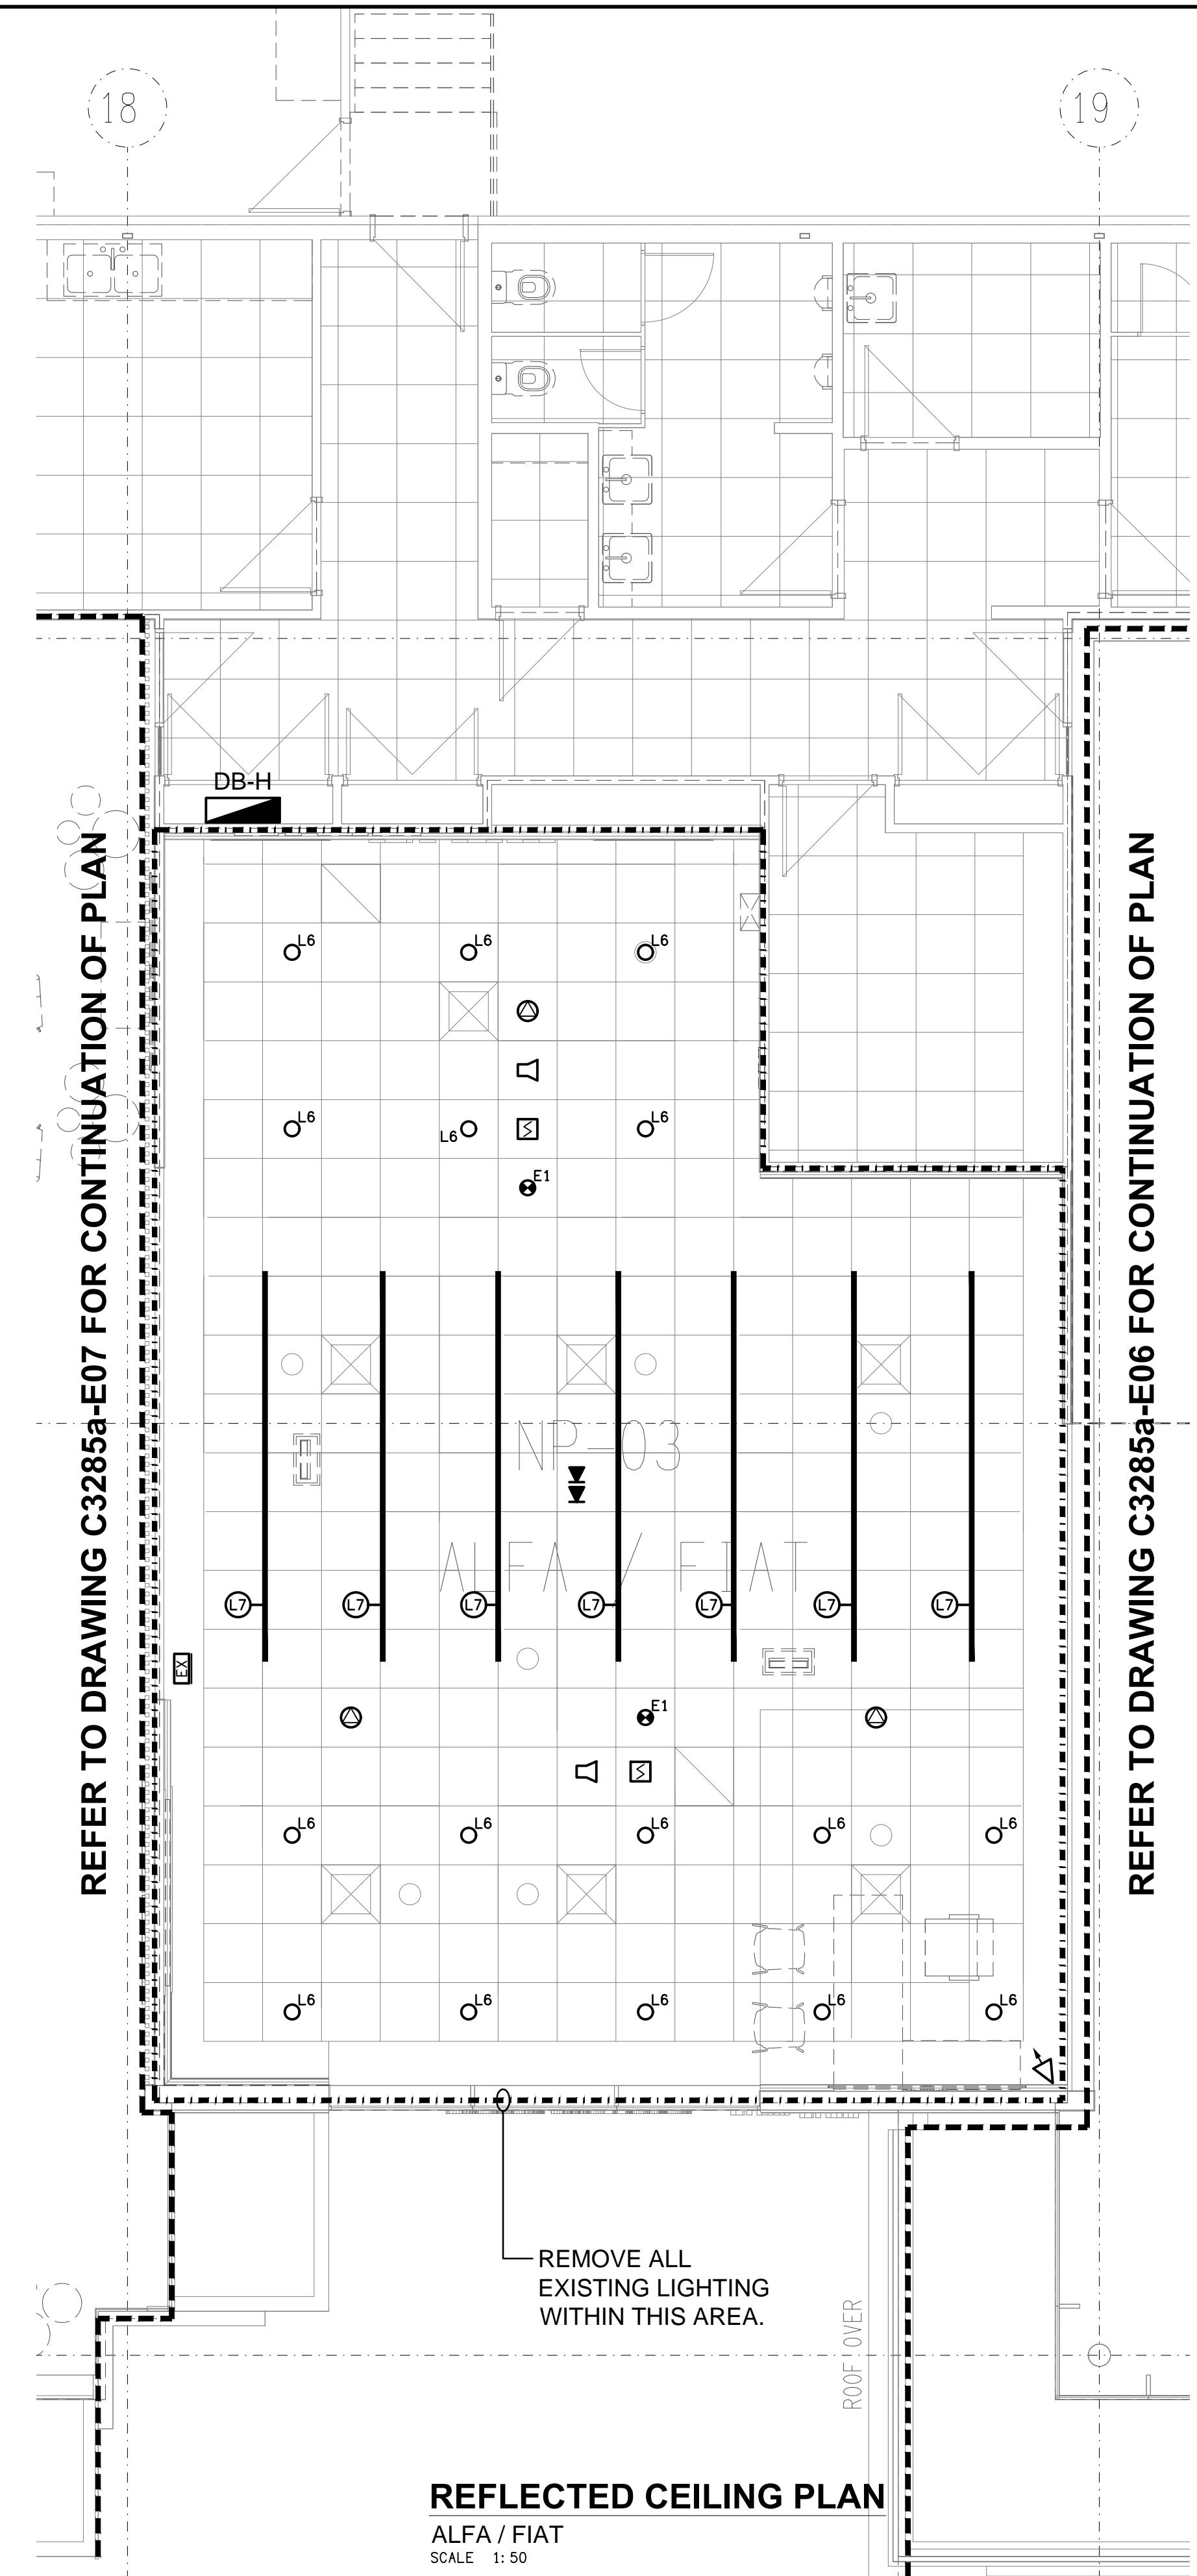 18
19
DB-H
REFER TO DRAWING C3285a-E07 FOR CONTINUATION OF PLAN
REFER TO DRAWING C3285a-E06 FOR CONTINUATION OF PLAN
L6
L6
L6
L6
L6
L6
E1
NP-03
ALFA / FIAT
L7
L7
L7
L7
L7
L7
L7
EX
E1
L6
L6
L6
L6
L6
L6
L6
L6
L6
L6
REMOVE ALL
EXISTING LIGHTING
WITHIN THIS AREA.
ROOF OVER
REFLECTED CEILING PLAN
ALFA / FIAT
SCALE 1:50